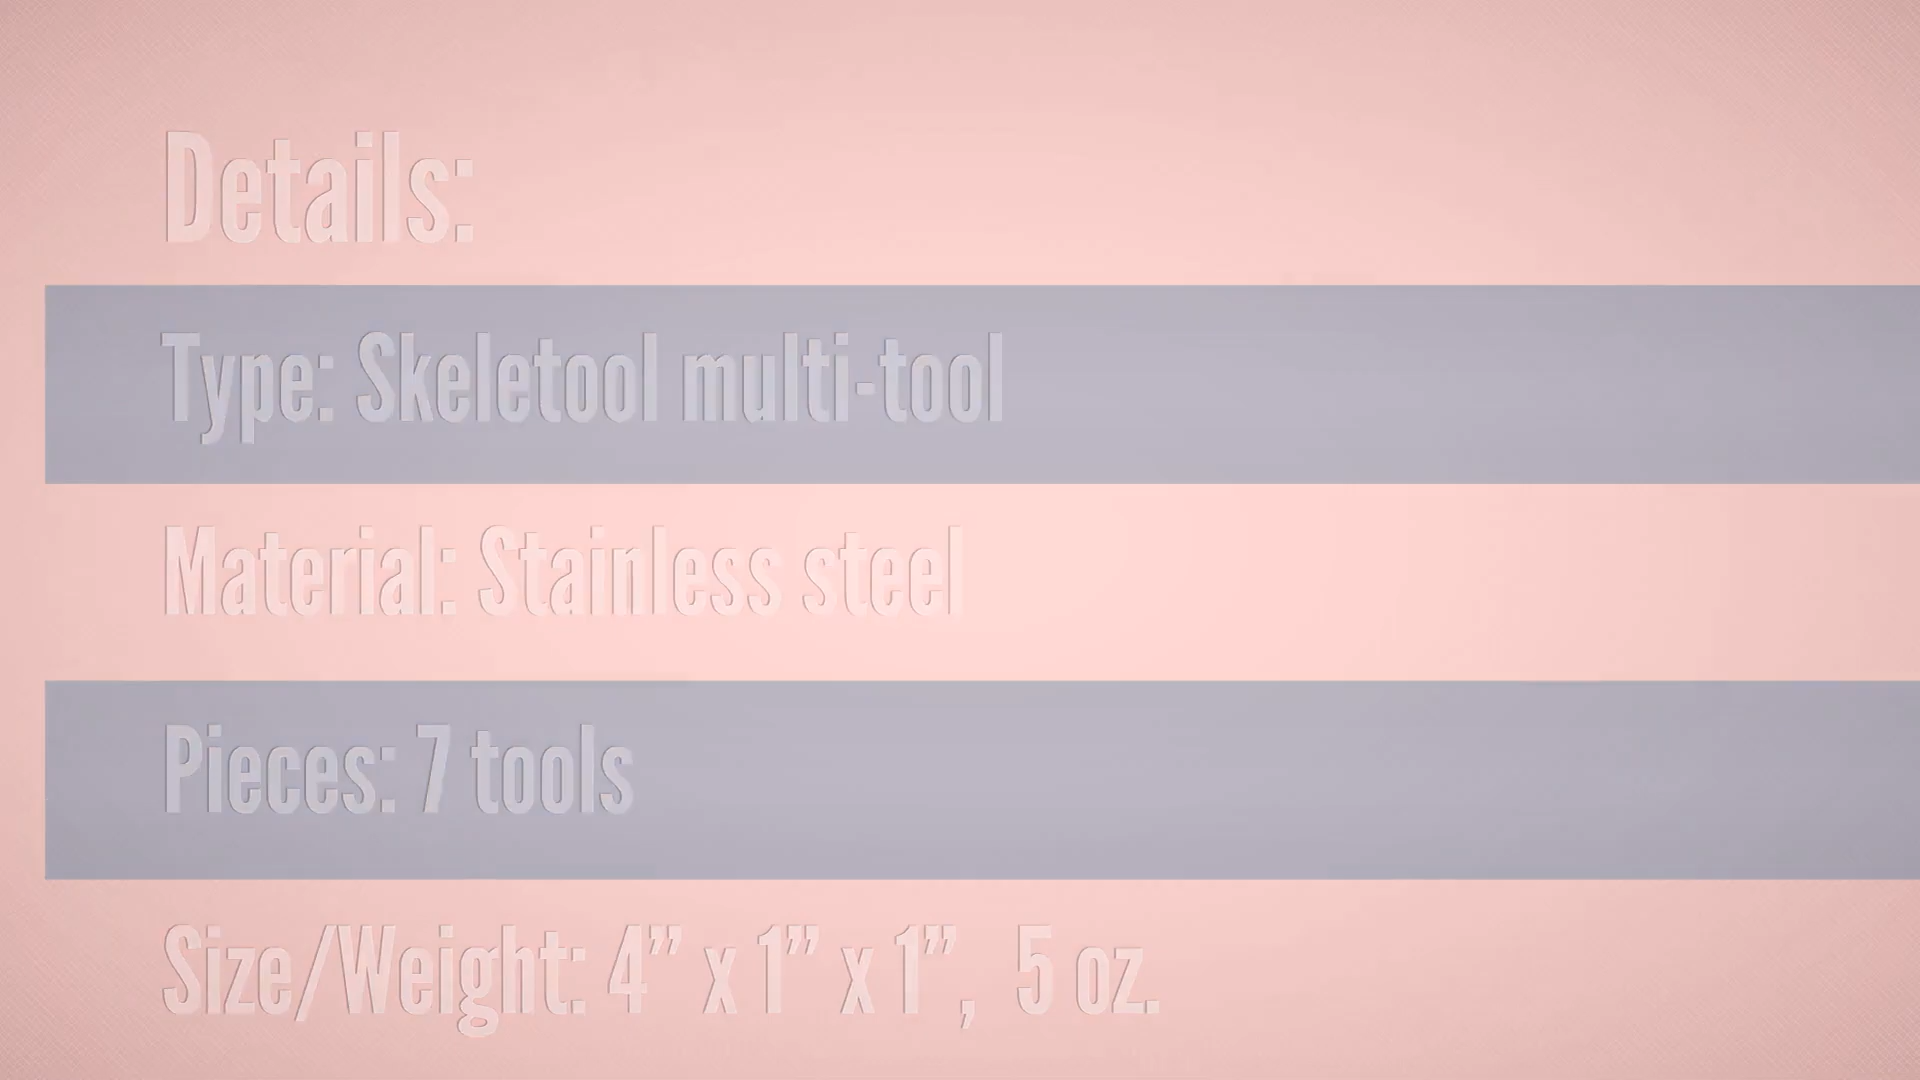 Details:
Type: Skeletool multi-tool
Material: Stainless steel
Pieces: 7 tools
Size/Weight: 4” x 1” x 1”, 5 oz.